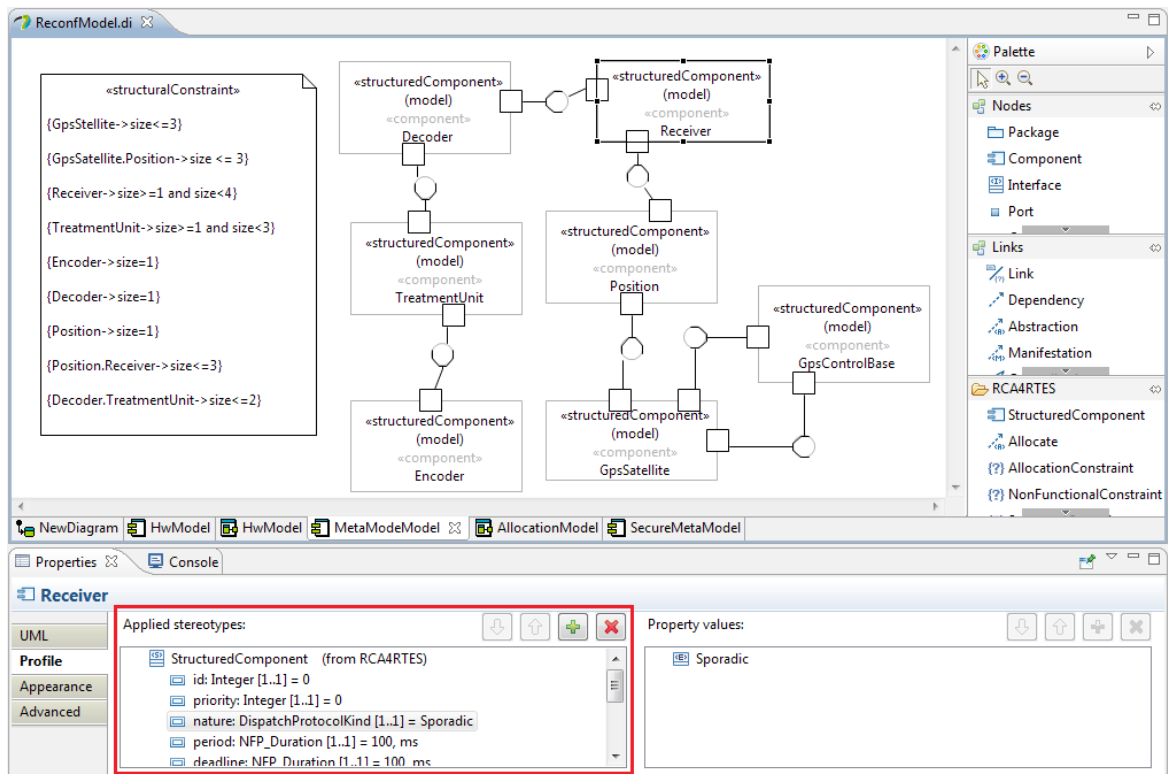 ReconfModel.di
«structuralConstraint»
{GpsStellite->size<=3}
{GpsSatellite.Position->size <= 3}
{Receiver->size>=1 and size<4}
{TreatmentUnit->size>=1 and size<3}
{Encoder->size=1}
{Decoder->size=1}
{Position->size=1}
{Position.Receiver->size<=3}
{Decoder.TreatmentUnit->size<=2}
«structuredComponent»
(model)
«component»
Decoder
«structuredComponent»
(model)
«component»
Receiver
«structuredComponent»
(model)
«component»
TreatmentUnit
«structuredComponent»
(model)
«component»
Position
«structuredComponent»
(model)
«component»
GpsControlBase
«structuredComponent»
(model)
«component»
Encoder
«structuredComponent»
(model)
«component»
GpsSatellite
Palette
Nodes
Package
Component
Interface
Port
Links
Link
Dependency
Abstraction
Manifestation
RCA4RTES
StructuredComponent
Allocate
AllocationConstraint
NonFunctionalConstraint
NewDiagram HwModel HwModel MetaModeModel AllocationModel SecureMetaModel
Properties Console
Receiver
UML
Profile
Appearance
Advanced
Applied stereotypes:
StructuredComponent (from RCA4RTES)
id: Integer [1..1] = 0
priority: Integer [1..1] = 0
nature: DispatchProtocolKind [1..1] = Sporadic
period: NFP_Duration [1..1] = 100, ms
deadline: NFP_Duration [1..1] = 100, ms
Property values:
Sporadic